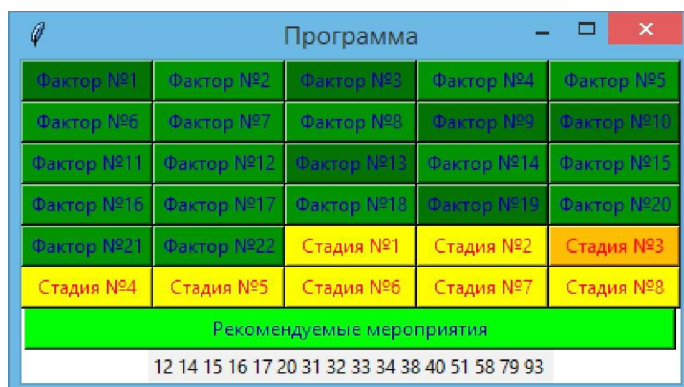 Программа
Фактор №1 Фактор №2 Фактор №3 Фактор №4 Фактор №5
Фактор №6 Фактор №7 Фактор №8 Фактор №9 Фактор №10
Фактор №11 Фактор №12 Фактор №13 Фактор №14 Фактор №15
Фактор №16 Фактор №17 Фактор №18 Фактор №19 Фактор №20
Фактор №21 Фактор №22 Стадия №1 Стадия №2 Стадия №3
Стадия №4 Стадия №5 Стадия №6 Стадия №7 Стадия №8
Рекомендуемые мероприятия
12 14 15 16 17 20 31 32 33 34 38 40 51 58 79 93